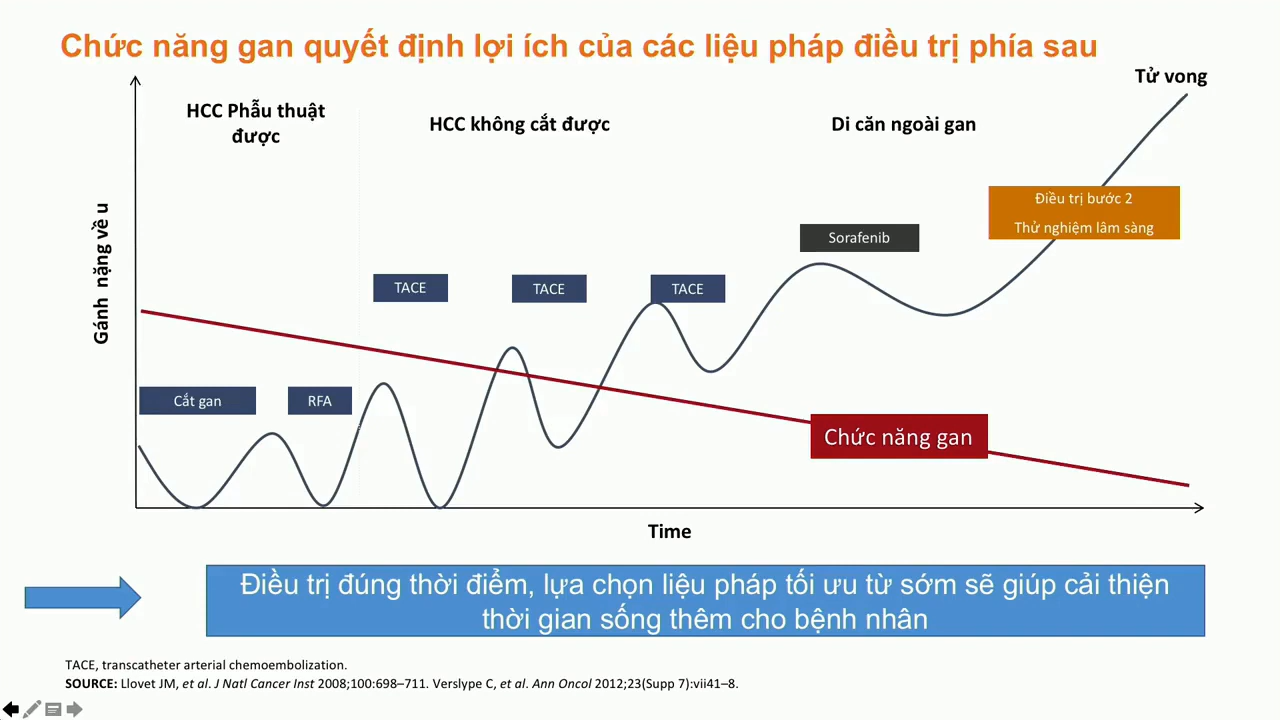 Chức năng gan quyết định lợi ích của các liệu pháp điều trị phía sau
Tử vong
HCC Phẫu thuật
được
HCC không cắt được
Di căn ngoài gan
Gánh nặng về u
Điều trị bước 2
Thử nghiệm lâm sàng
Sorafenib
TACE
TACE
TACE
Cắt gan
RFA
Chức năng gan
Time
Điều trị đúng thời điểm, lựa chọn liệu pháp tối ưu từ sớm sẽ giúp cải thiện
thời gian sống thêm cho bệnh nhân
TACE, transcatheter arterial chemoembolization.
SOURCE: Llovet JM, et al. J Natl Cancer Inst 2008;100:698–711. Verslype C, et al. Ann Oncol 2012;23(Supp 7):vii41–8.